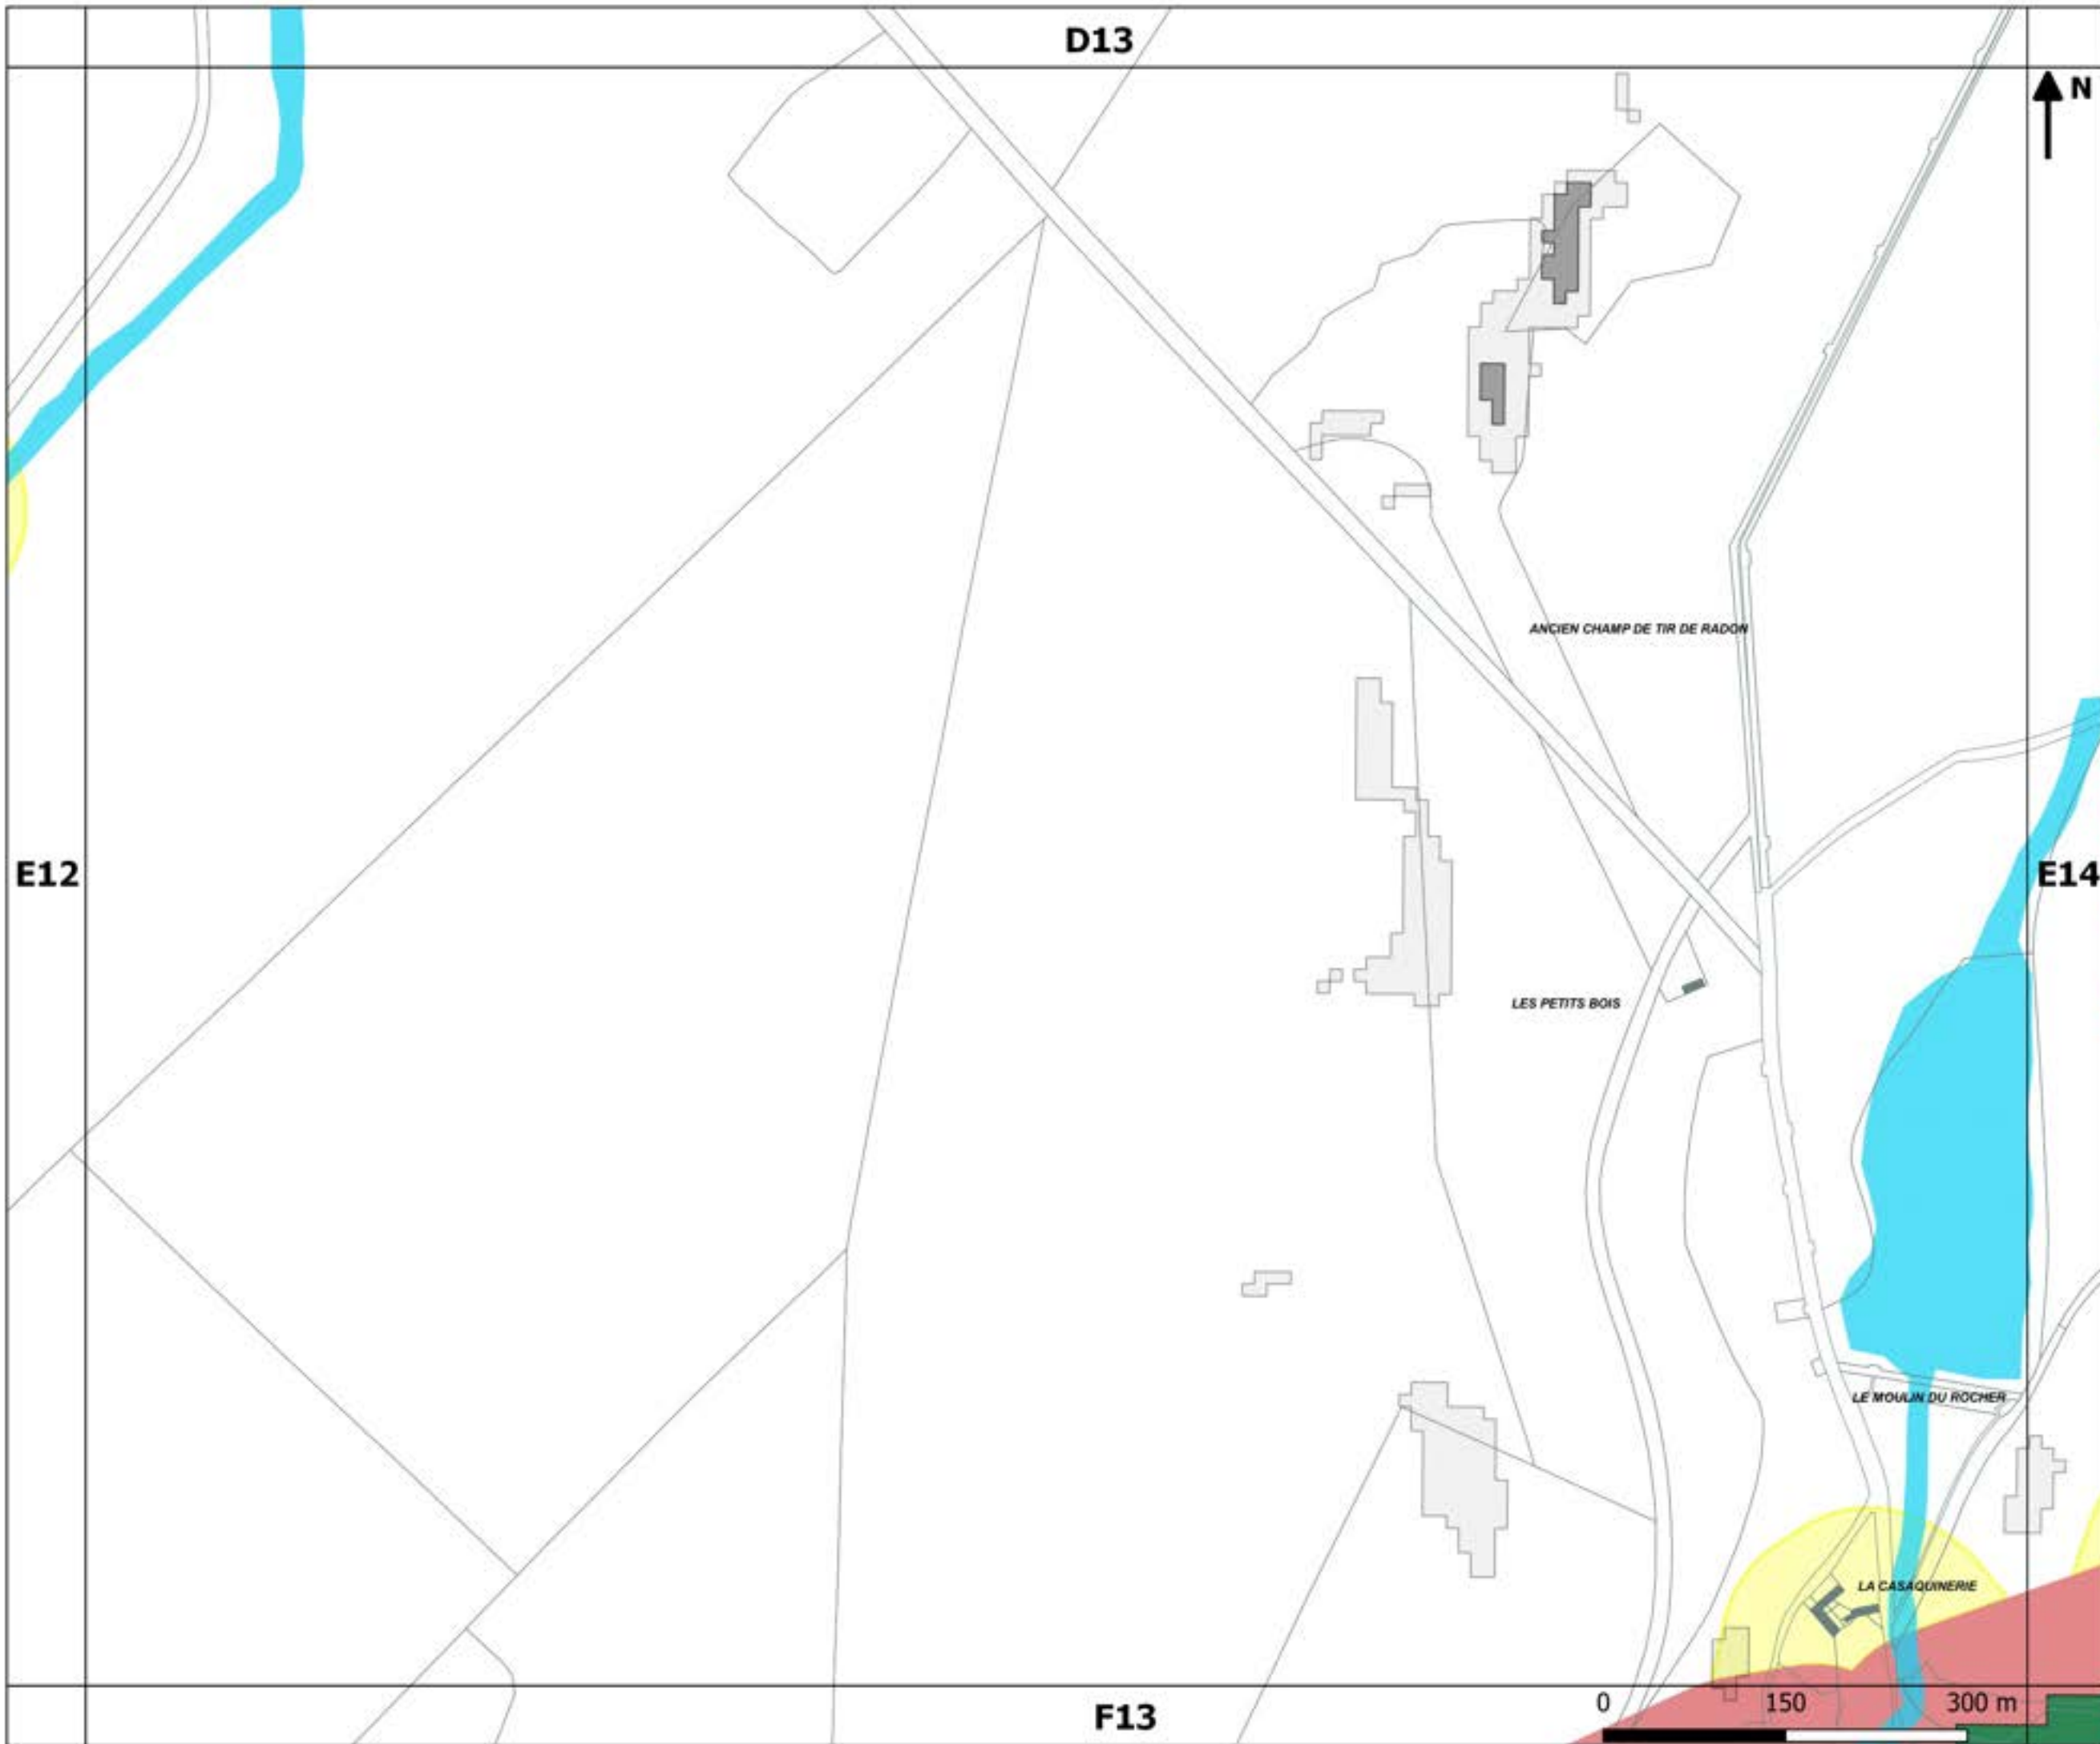 D13
N
ANCIEN CHAMP DE TIR DE RADON
E12
E14
LES PETITS BOIS
LE MOULIN DU ROCHER
LA CASAQUINERIE
F13
0 150 300 m